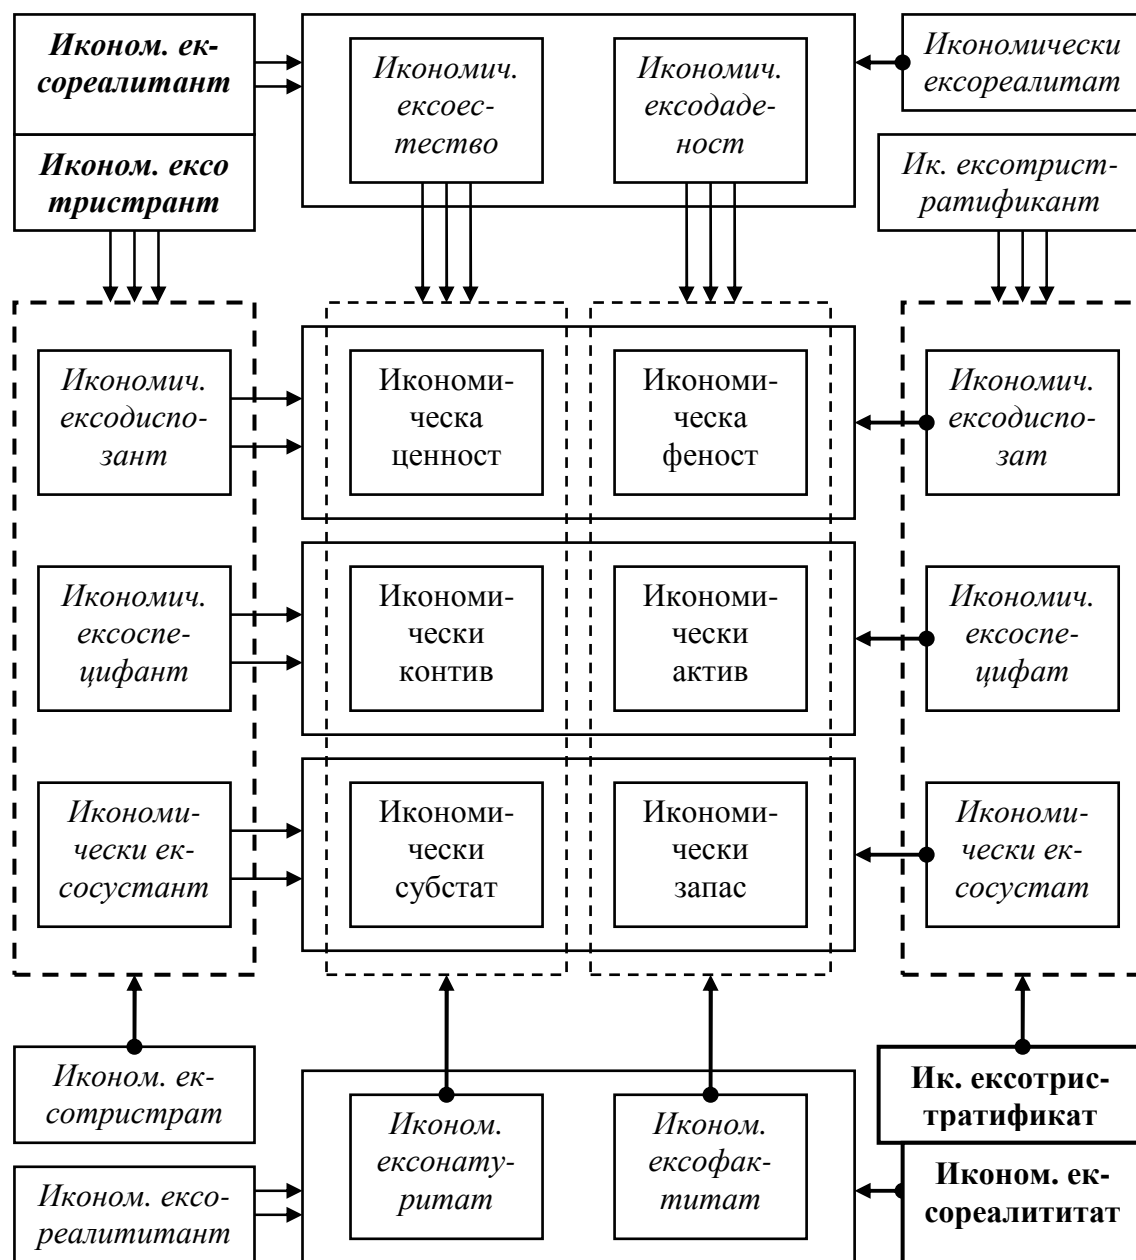 Иконом. ек-
сореалитант
Иконом. ексо
тристрант
Икономич.
ексоес-
тество
Икономич.
ексодаде-
ност
Икономически
ексореалитат
Ик. ексотрист-
ратификант
Икономич.
ексодиспо-
зант
Икономи-
ческа
ценност
Икономи-
ческа
феност
Икономич.
ексодиспо-
зат
Икономич.
ексоспе-
цифант
Икономи-
чески
контив
Икономи-
чески
актив
Икономич.
ексоспе-
цифат
Икономи-
чески ек-
сосустант
Икономи-
чески
субстат
Икономи-
чески
запас
Икономи-
чески ек-
сосустат
Иконом. ек-
сотристрат
Иконом. ексо-
реалититант
Иконом.
ексонату-
ритат
Иконом.
ексофак-
титат
Ик. ексотрис-
тратификат
Иконом. ек-
сореалититат